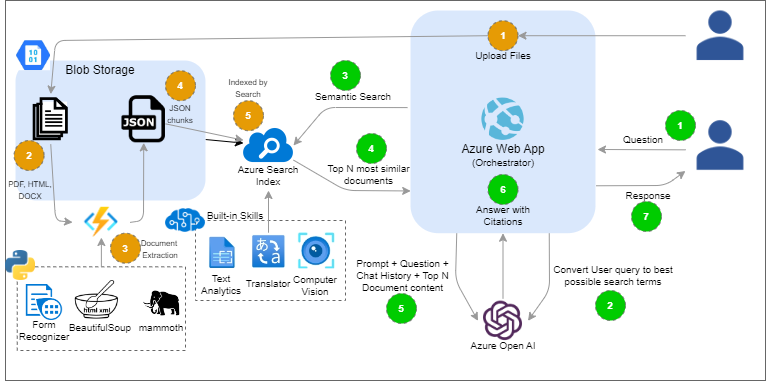 10
01
Blob Storage
1
Upload Files
4
JSON
chunks
JSON
Indexed by
Search
5
3
Semantic Search
Azure Search
Index
4
Top N most similar
documents
Azure Web App
(Orchestrator)
6
Answer with
Citations
1
Question
Response
7
2
PDF, HTML,
DOCX
3
Document
Extraction
Built-in Skills
Text
Analytics
Translator
Computer
Vision
Form
Recognizer
html xml
BeautifulSoup
mammoth
Prompt + Question +
Chat History + Top N
Document content
5
Convert User query to best
possible search terms
2
Azure Open AI